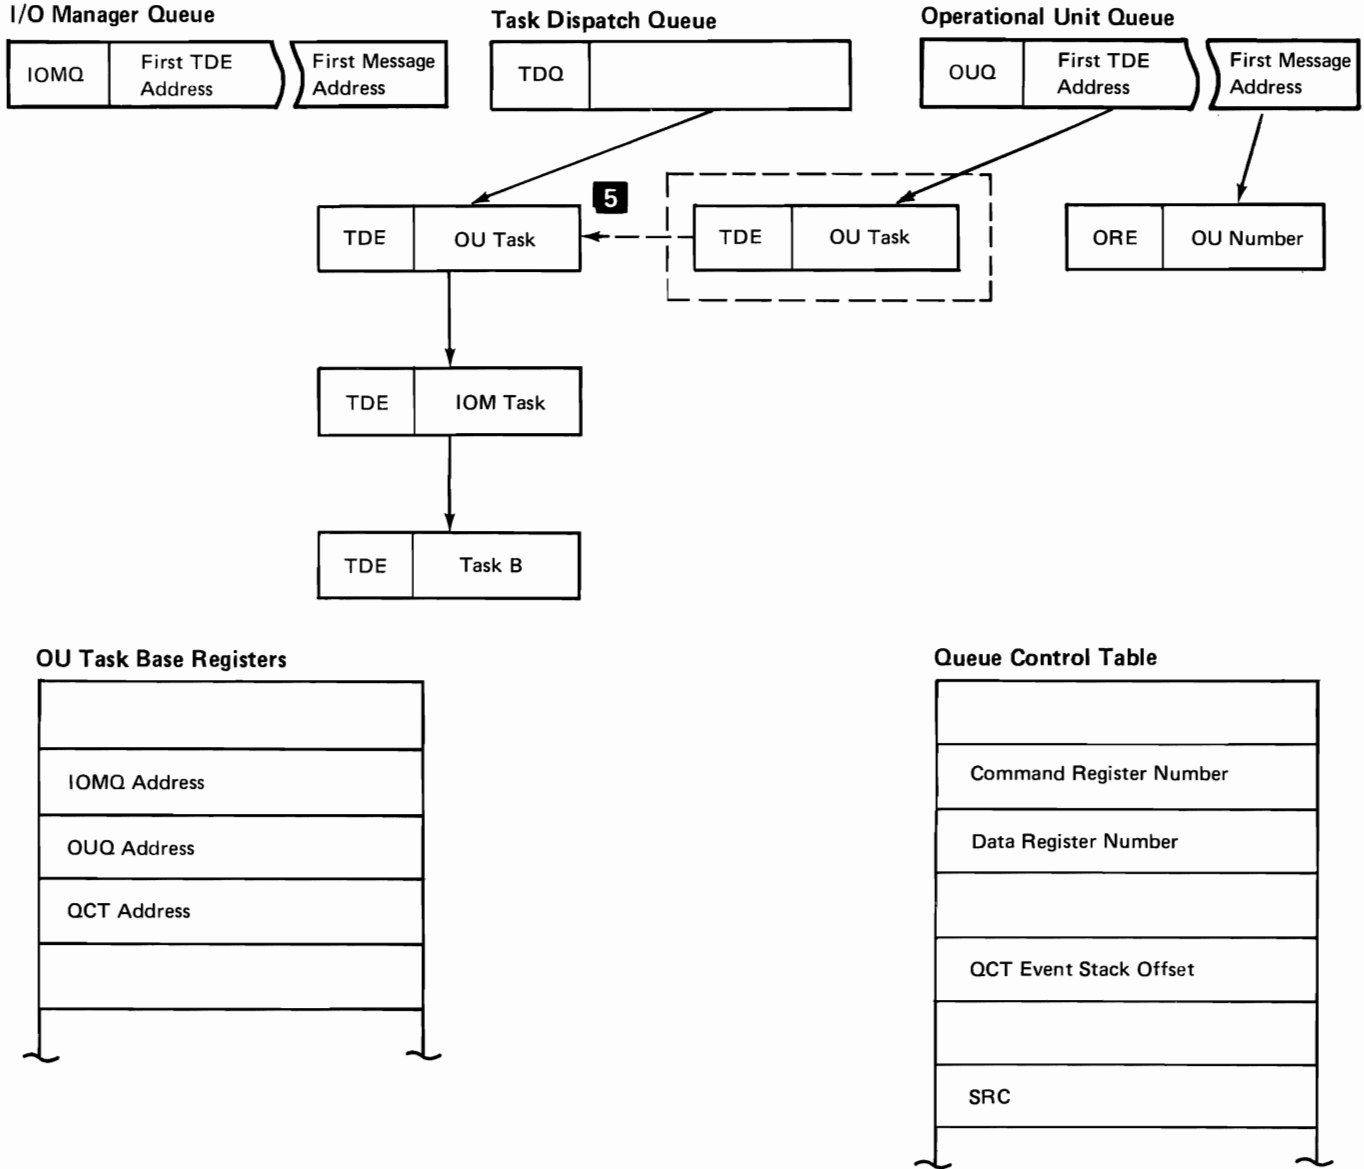 I/O Manager Queue
Task Dispatch Queue
Operational Unit Queue
IOMQ
First TDE
Address
First Message
Address
TDQ
OUQ
First TDE
Address
First Message
Address
5
TDE
OU Task
TDE
OU Task
ORE
OU Number
TDE
IOM Task
TDE
Task B
OU Task Base Registers
IOMQ Address
OUQ Address
QCT Address
Queue Control Table
Command Register Number
Data Register Number
QCT Event Stack Offset
SRC